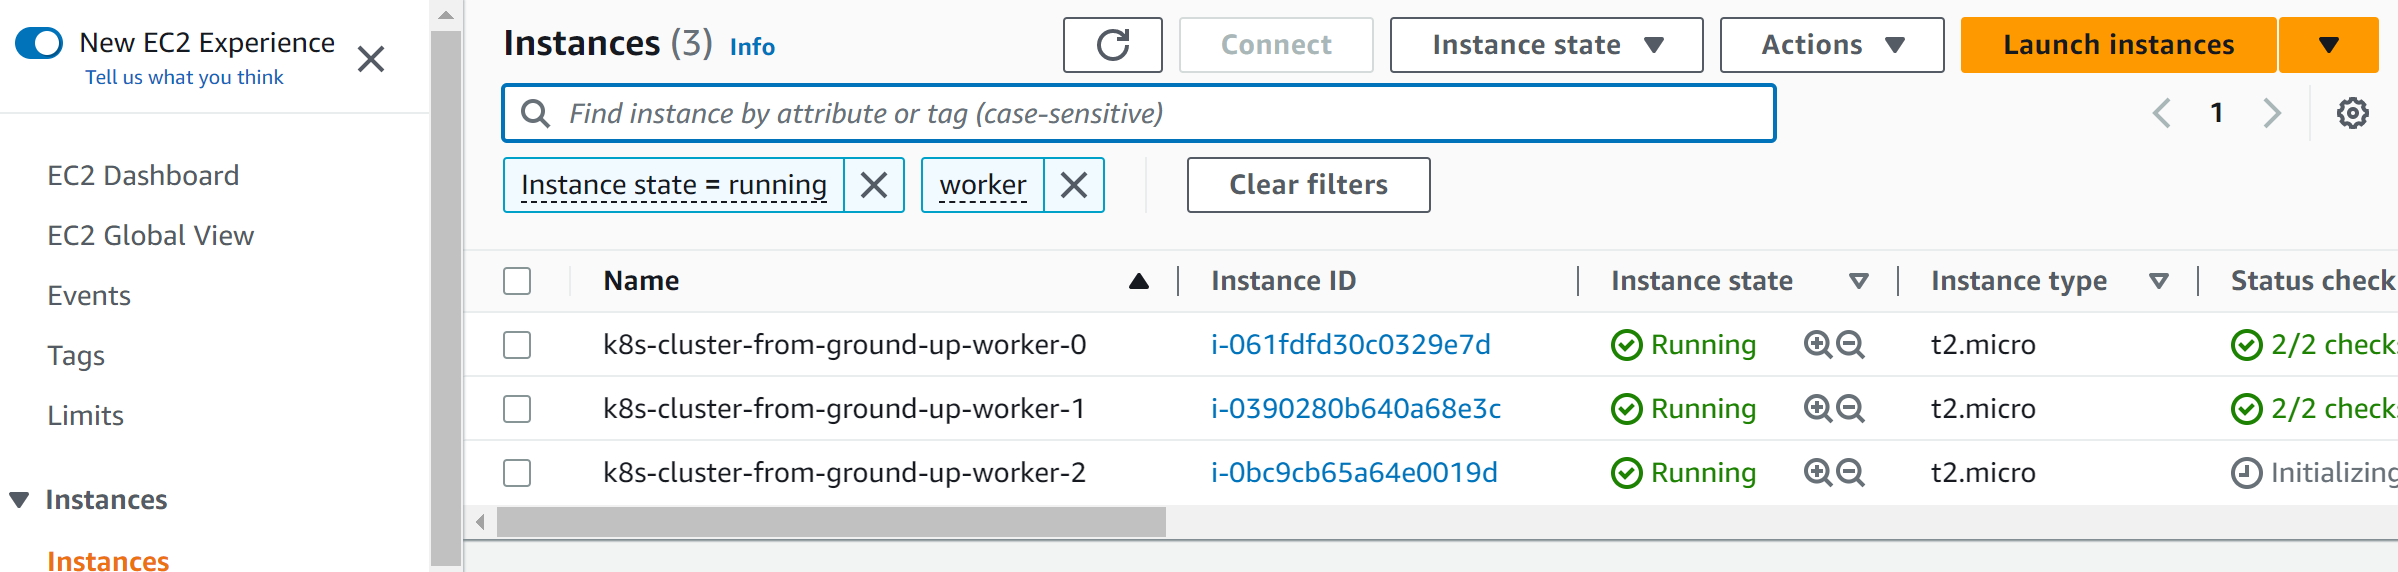 New EC2 Experience
Tell us what you think
EC2 Dashboard
EC2 Global View
Events
Tags
Limits
Instances
Instances
Instances (3) Info
Connect
Instance state
Actions
Launch instances
Find instance by attribute or tag (case-sensitive)
1
Instance state = running
worker
Clear filters
Name Instance ID Instance state Instance type Status check
k8s-cluster-from-ground-up-worker-0 i-061fdfd30c0329e7d Running t2.micro 2/2 checks
k8s-cluster-from-ground-up-worker-1 i-0390280b640a68e3c Running t2.micro 2/2 checks
k8s-cluster-from-ground-up-worker-2 i-0bc9cb65a64e0019d Running t2.micro Initializing